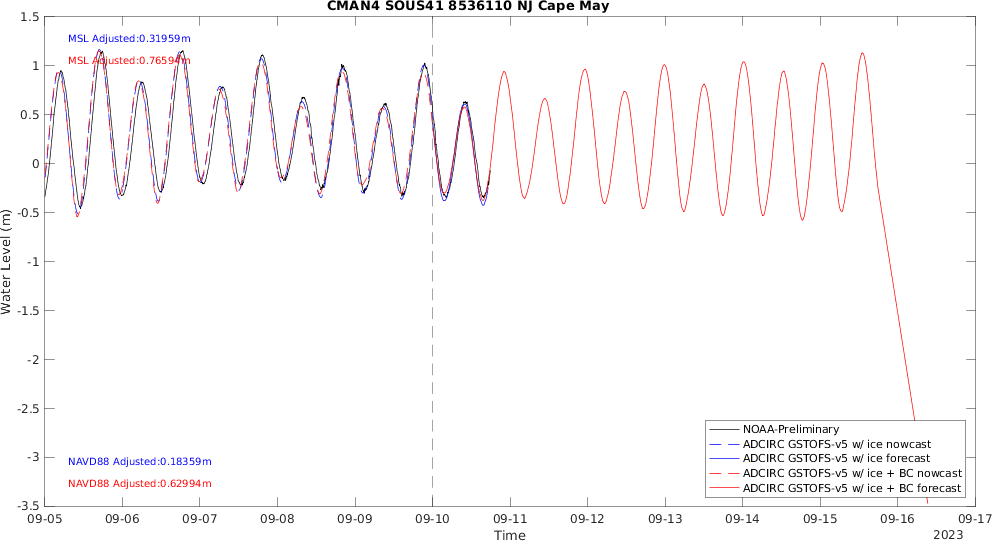 CMAN4 SOUS41 8536110 NJ Cape May
MSL Adjusted:0.31959m
MSL Adjusted:0.76594m
1.5
1
0.5
0
-0.5
-1
-1.5
-2
-2.5
-3
-3.5
Water Level (m)
NAVD88 Adjusted:0.18359m
NAVD88 Adjusted:0.62994m
NOAA-Preliminary
ADCIRC GSTOFS-v5 w/ ice nowcast
ADCIRC GSTOFS-v5 w/ ice forecast
ADCIRC GSTOFS-v5 w/ ice + BC nowcast
ADCIRC GSTOFS-v5 w/ ice + BC forecast
09-05 09-06 09-07 09-08 09-09 09-10 09-11 09-12 09-13 09-14 09-15 09-16 09-17
Time
2023